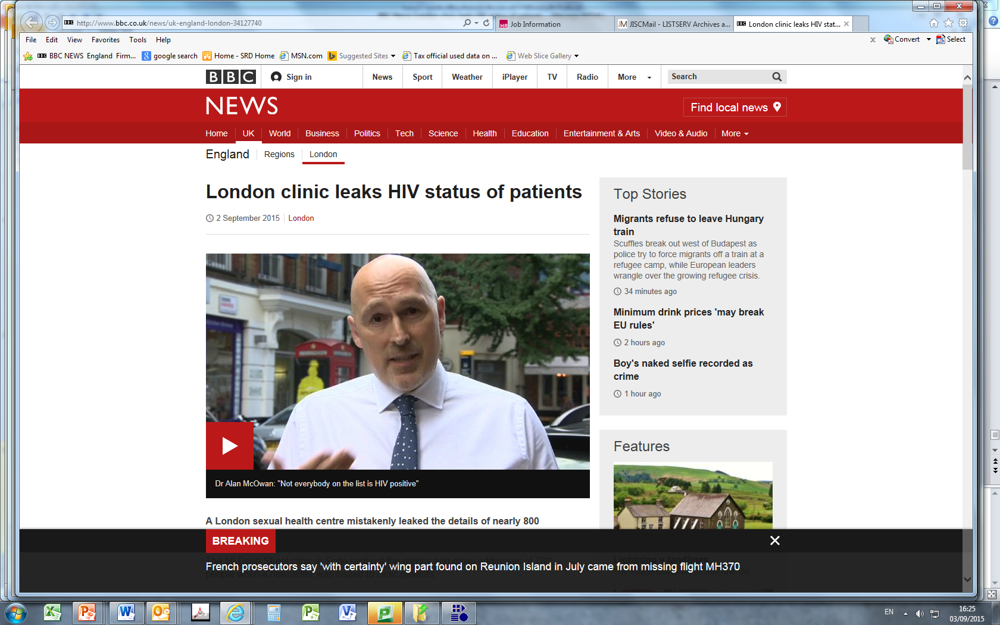 http://www.bbc.co.uk/news/uk-england-london-34127740
Job Information
JISCMail - LISTSERV Archives a...
London clinic leaks HIV stat...
File Edit View Favorites Tools Help
Convert Select
BBC NEWS England Firm... google search Home - SRD Home MSN.com Suggested Sites Tax official used data on ... Web Slice Gallery
BBC Sign in News Sport Weather iPlayer TV Radio More Search
NEWS
Find local news
Home UK World Business Politics Tech Science Health Education Entertainment & Arts Video & Audio More
England Regions London
London clinic leaks HIV status of patients
2 September 2015 London
Dr Alan McOwan: "Not everybody on the list is HIV positive"
A London sexual health centre mistakenly leaked the details of nearly 800
Top Stories
Migrants refuse to leave Hungary
train
Scuffles break out west of Budapest as
police try to force migrants off a train at a
refugee camp, while European leaders
wrangle over the growing refugee crisis.
34 minutes ago
Minimum drink prices 'may break
EU rules'
2 hours ago
Boy's naked selfie recorded as
crime
1 hour ago
Features
BREAKING
French prosecutors say 'with certainty' wing part found on Reunion Island in July came from missing flight MH370
EN
16:25
03/09/2015